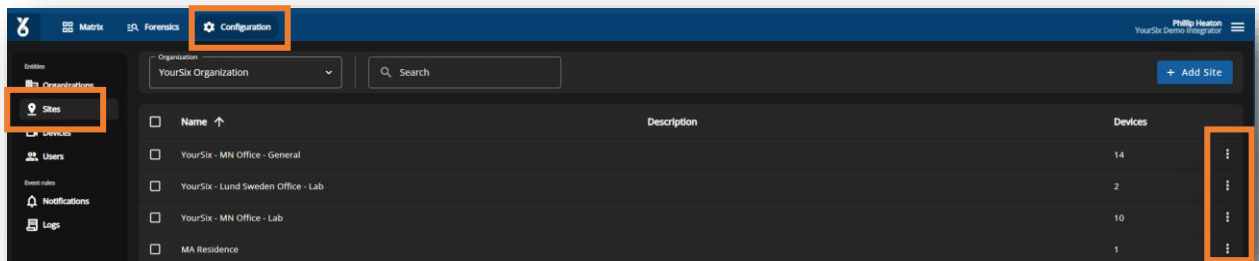 Matrix
Forensics
Configuration
Phillip Heaton
YourSix Demo Integrator
Entities
Organizations
Sites
Devices
Users
Event rules
Notifications
Logs
Organization
YourSix Organization
Search
+ Add Site
Name ↑ Description Devices
YourSix - MN Office - General 14
YourSix - Lund Sweden Office - Lab 2
YourSix - MN Office - Lab 10
MA Residence 1